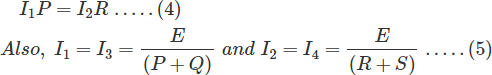 I₁P = I₂R .....(4)
Also, I₁ = I₃ = E/(P + Q) and I₂ = I₄ = E/(R + S) .....(5)